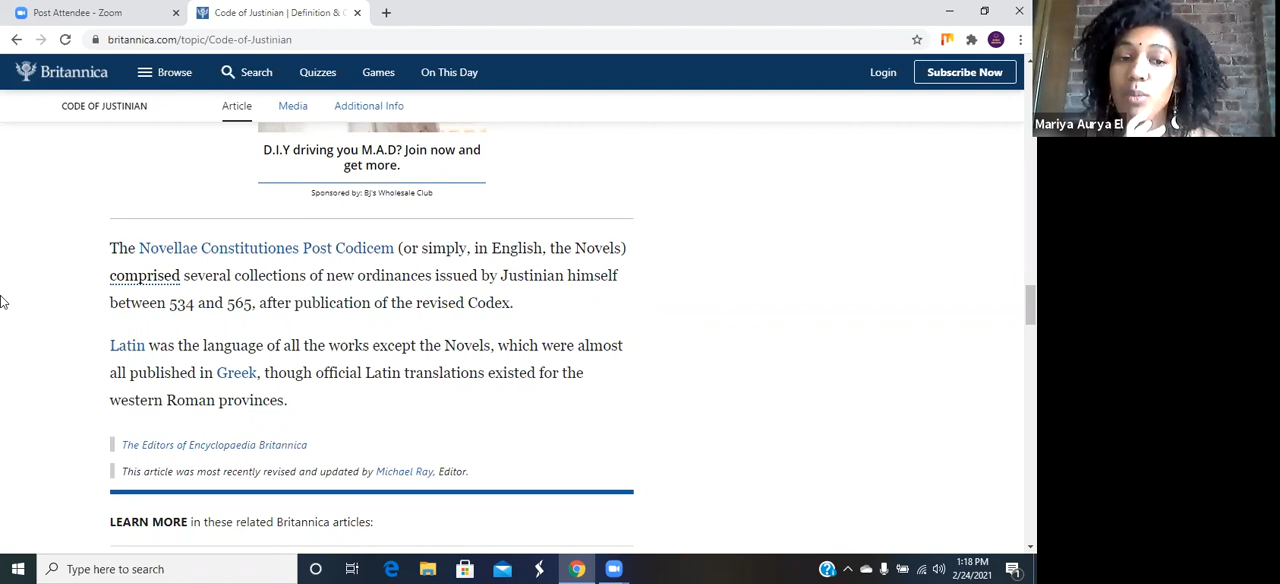 Post Attendee - Zoom
Code of Justinian | Definition & C
britannica.com/topic/Code-of-Justinian
Britannica
Browse
Search
Quizzes
Games
On This Day
Login
Subscribe Now
CODE OF JUSTINIAN
Article
Media
Additional Info
D.I.Y driving you M.A.D? Join now and
get more.
Sponsored by: BJ's Wholesale Club
The Novellae Constitutiones Post Codicem (or simply, in English, the Novels)
comprised several collections of new ordinances issued by Justinian himself
between 534 and 565, after publication of the revised Codex.
Latin was the language of all the works except the Novels, which were almost
all published in Greek, though official Latin translations existed for the
western Roman provinces.
The Editors of Encyclopaedia Britannica
This article was most recently revised and updated by Michael Ray, Editor.
LEARN MORE in these related Britannica articles:
Mariya Aurya El
Type here to search
1:18 PM
2/24/2021